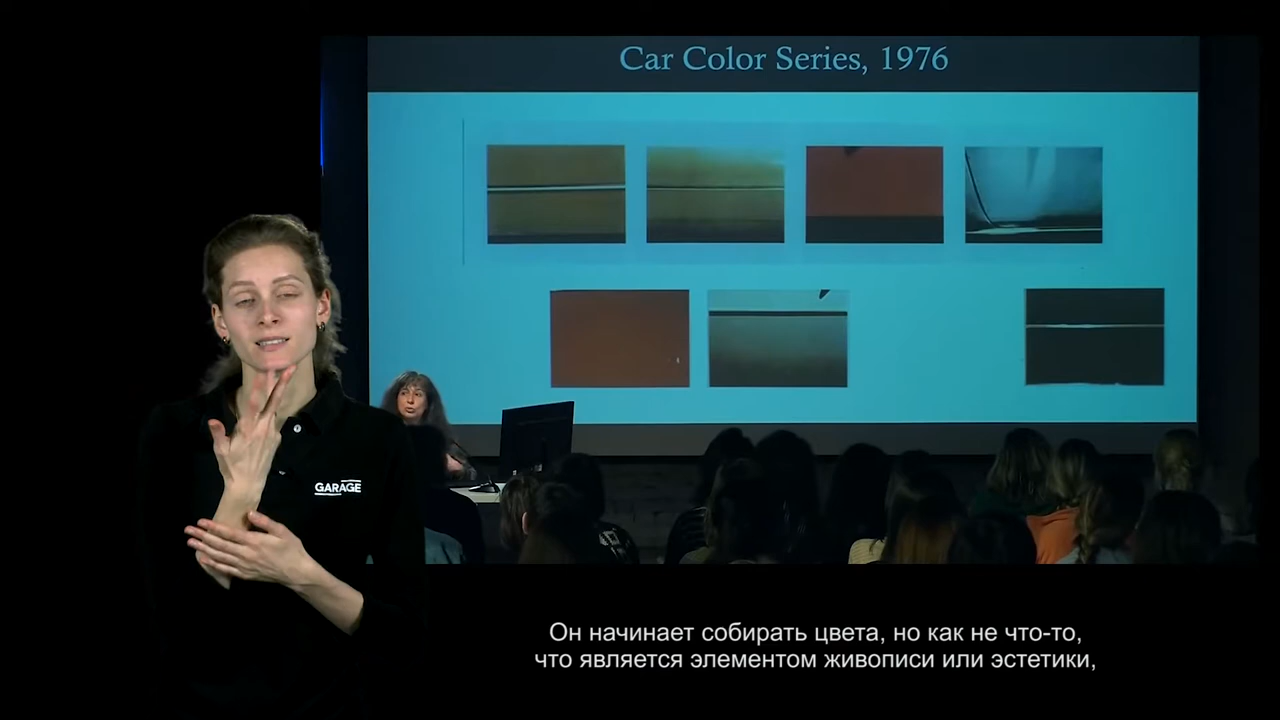 Car Color Series, 1976
GARAGE
Он начинает собирать цвета, но как не что-то,
что является элементом живописи или эстетики,